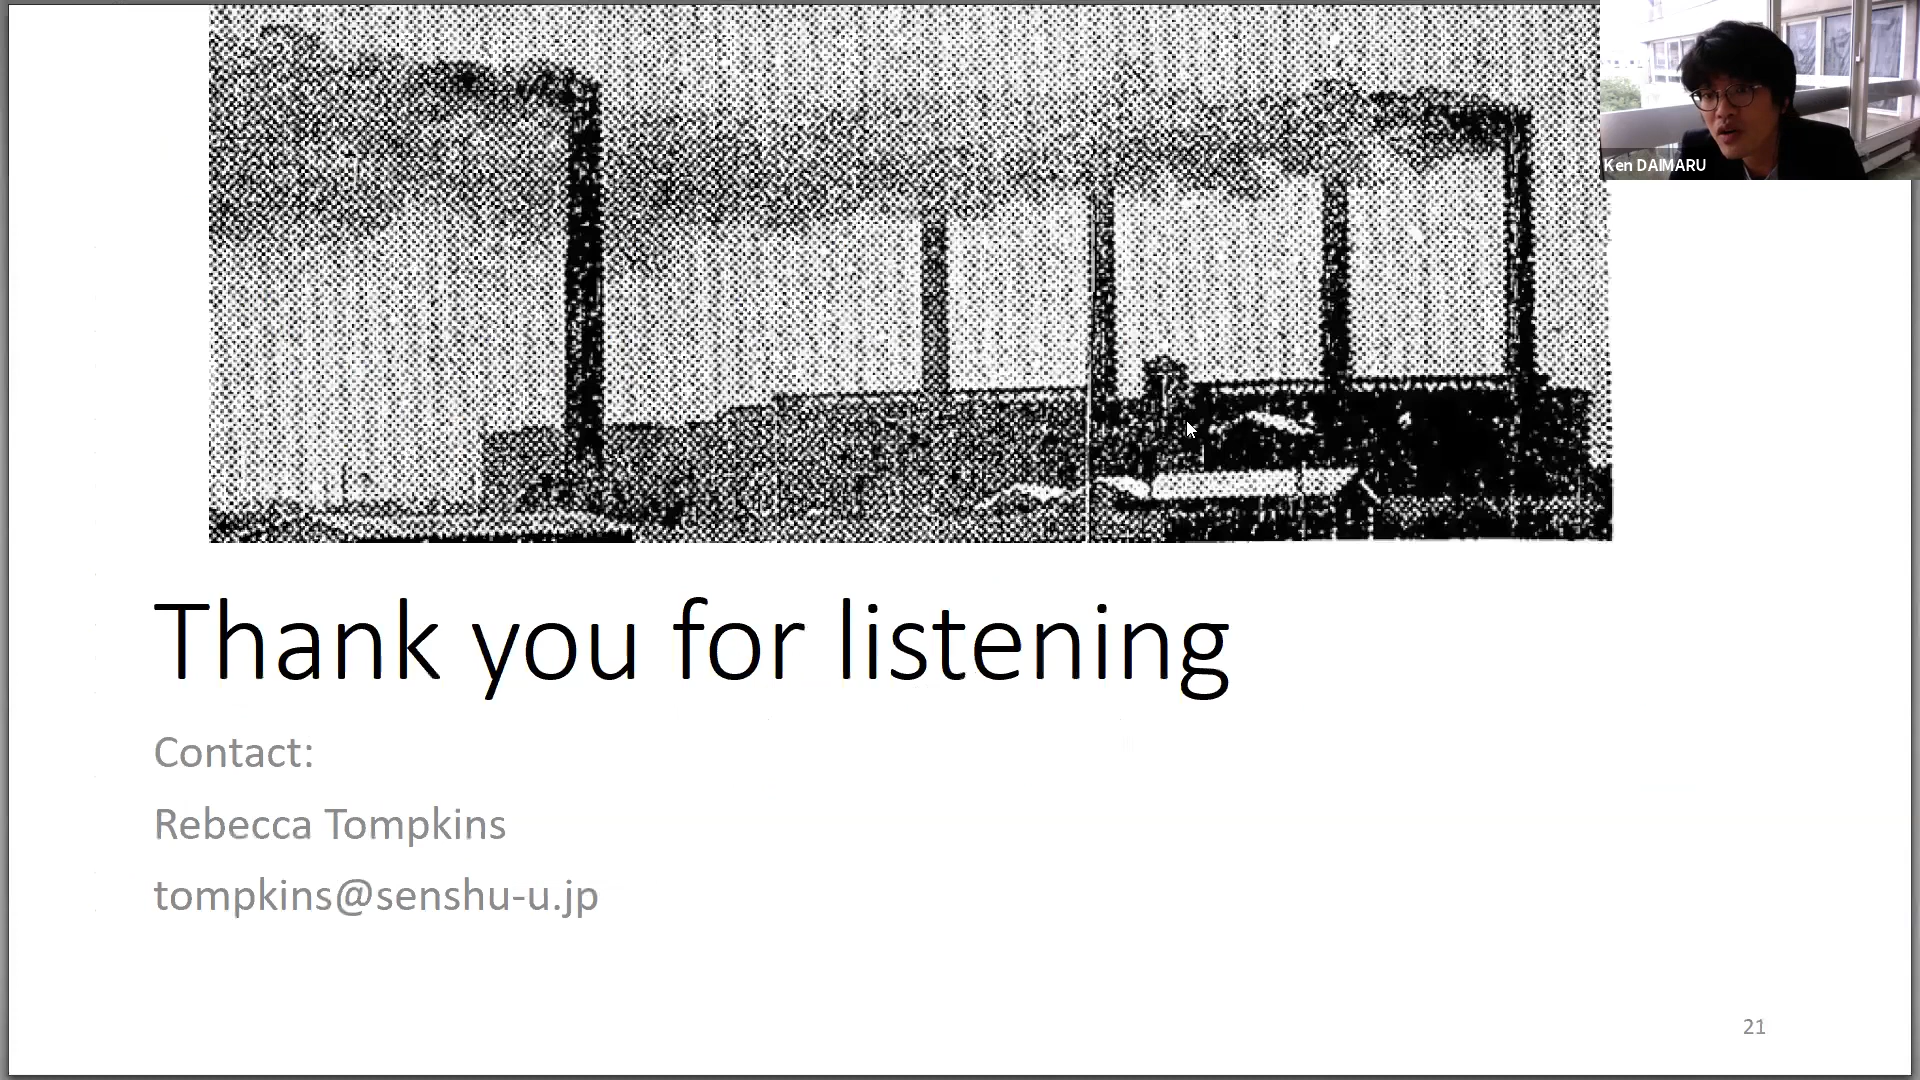 Ken DAIMARU
Thank you for listening
Contact:
Rebecca Tompkins
tompkins@senshu-u.jp
21